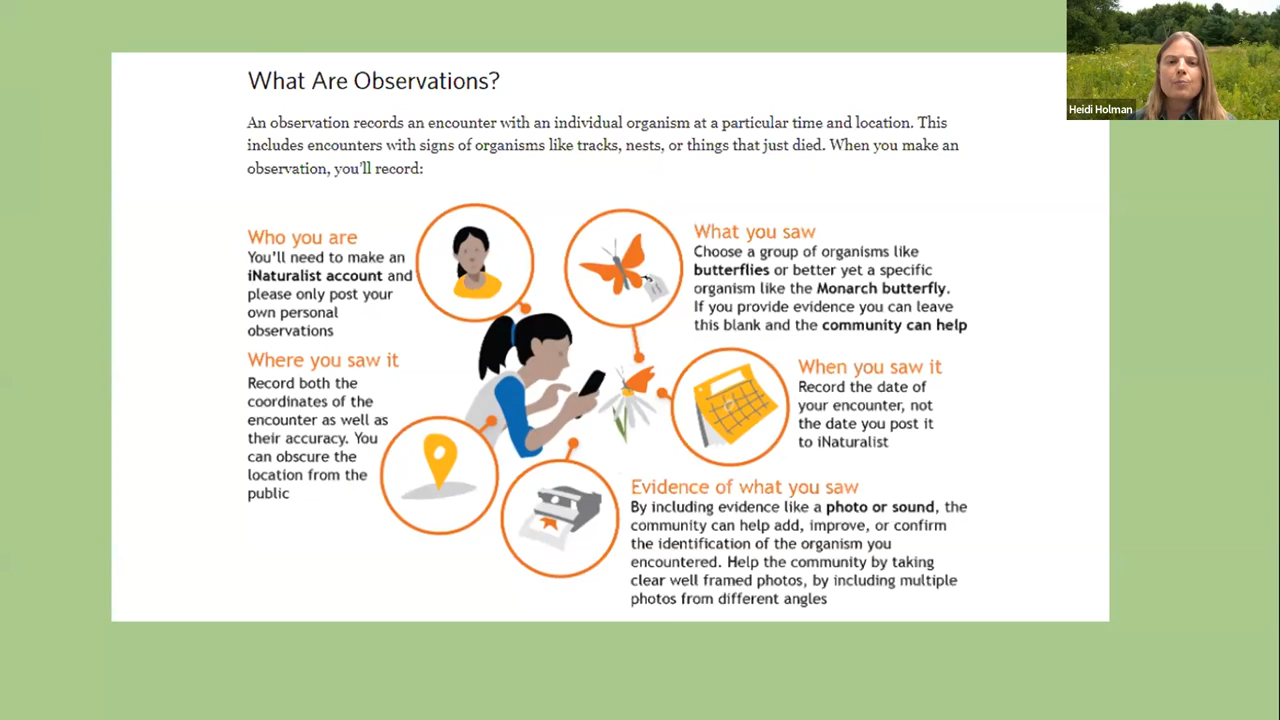 What Are Observations?
An observation records an encounter with an individual organism at a particular time and location. This
includes encounters with signs of organisms like tracks, nests, or things that just died. When you make an
observation, you'll record:
Who you are
You'll need to make an
iNaturalist account and
please only post your
own personal
observations
What you saw
Choose a group of organisms like
butterflies or better yet a specific
organism like the Monarch butterfly.
If you provide evidence you can leave
this blank and the community can help
Where you saw it
Record both the
coordinates of the
encounter as well as
their accuracy. You
can obscure the
location from the
public
When you saw it
Record the date of
your encounter, not
the date you post it
to iNaturalist
Evidence of what you saw
By including evidence like a photo or sound, the
community can help add, improve, or confirm
the identification of the organism you
encountered. Help the community by taking
clear well framed photos, by including multiple
photos from different angles
Heidi Holman